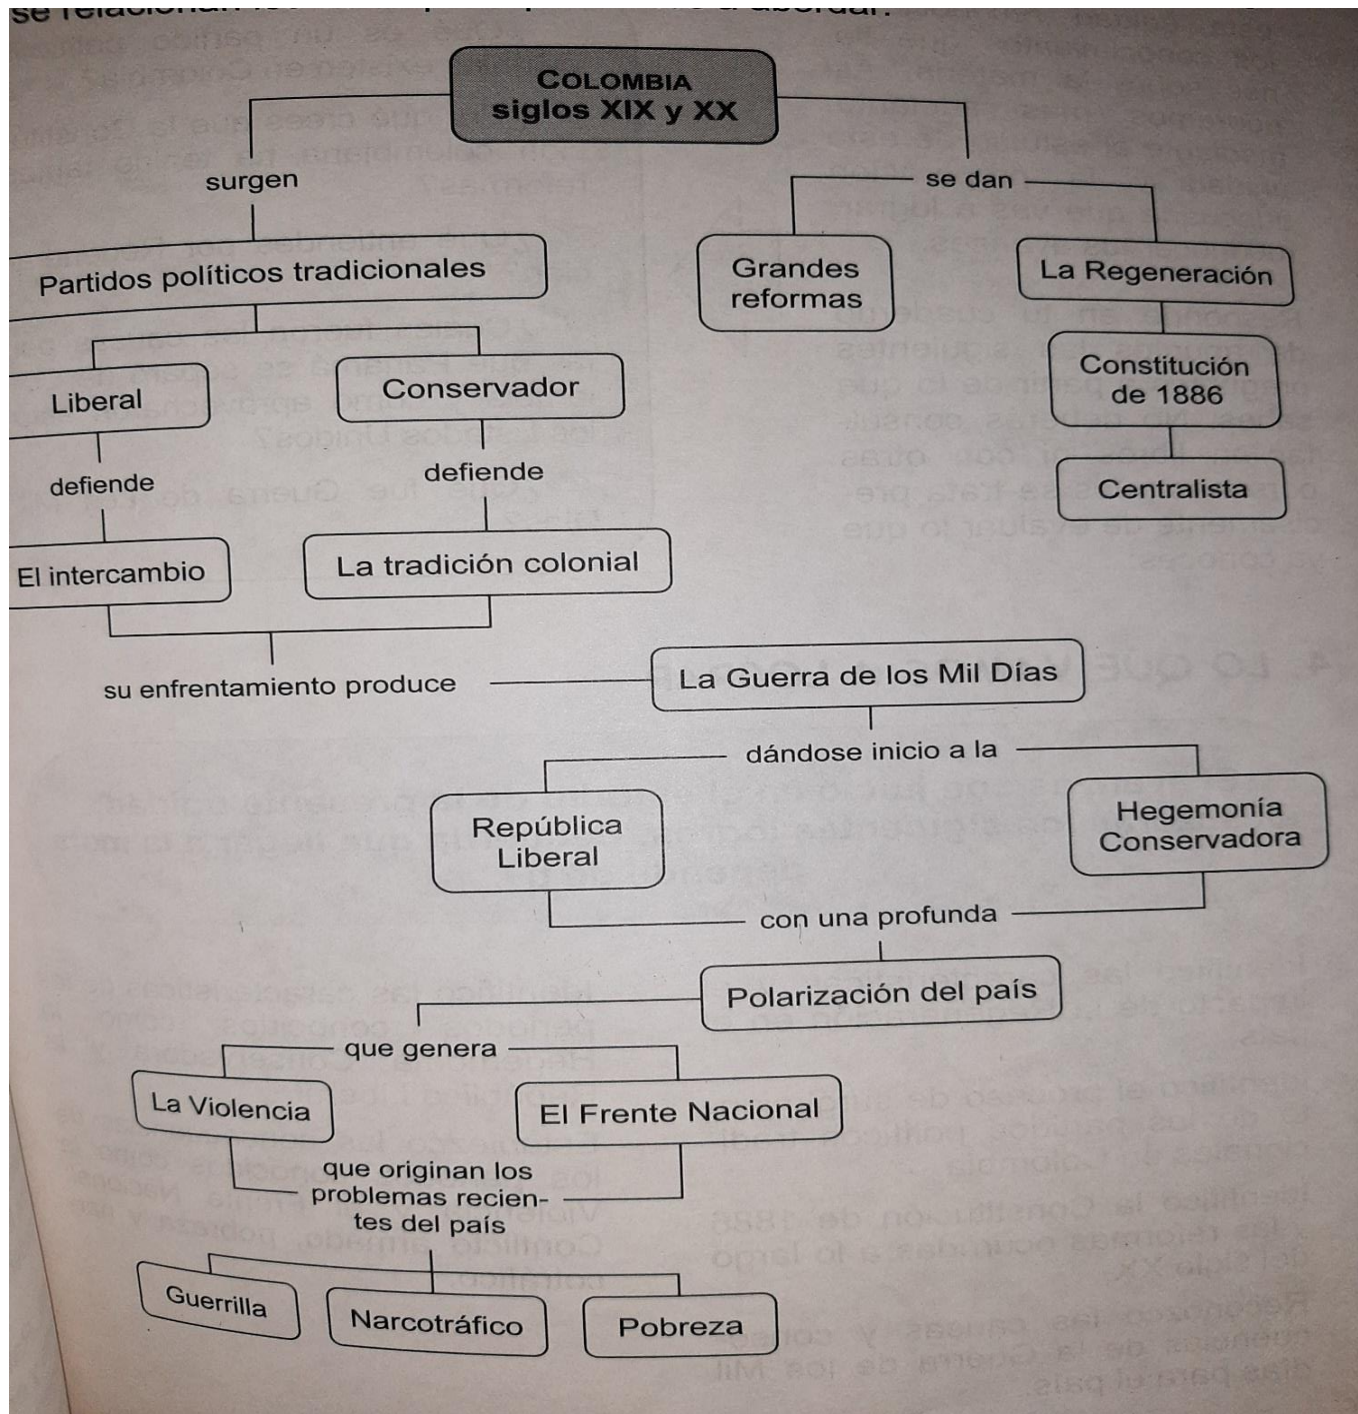 COLOMBIA
siglos XIX y XX
surgen
se dan
Partidos políticos tradicionales
Grandes
reformas
La Regeneración
Liberal
Conservador
Constitución
de 1886
defiende
defiende
Centralista
El intercambio
La tradición colonial
su enfrentamiento produce
La Guerra de los Mil Días
dándose inicio a la
República
Liberal
Hegemonía
Conservadora
con una profunda
Polarización del país
que genera
La Violencia
El Frente Nacional
que originan los
problemas recien-
tes del país
Guerrilla
Narcotráfico
Pobreza